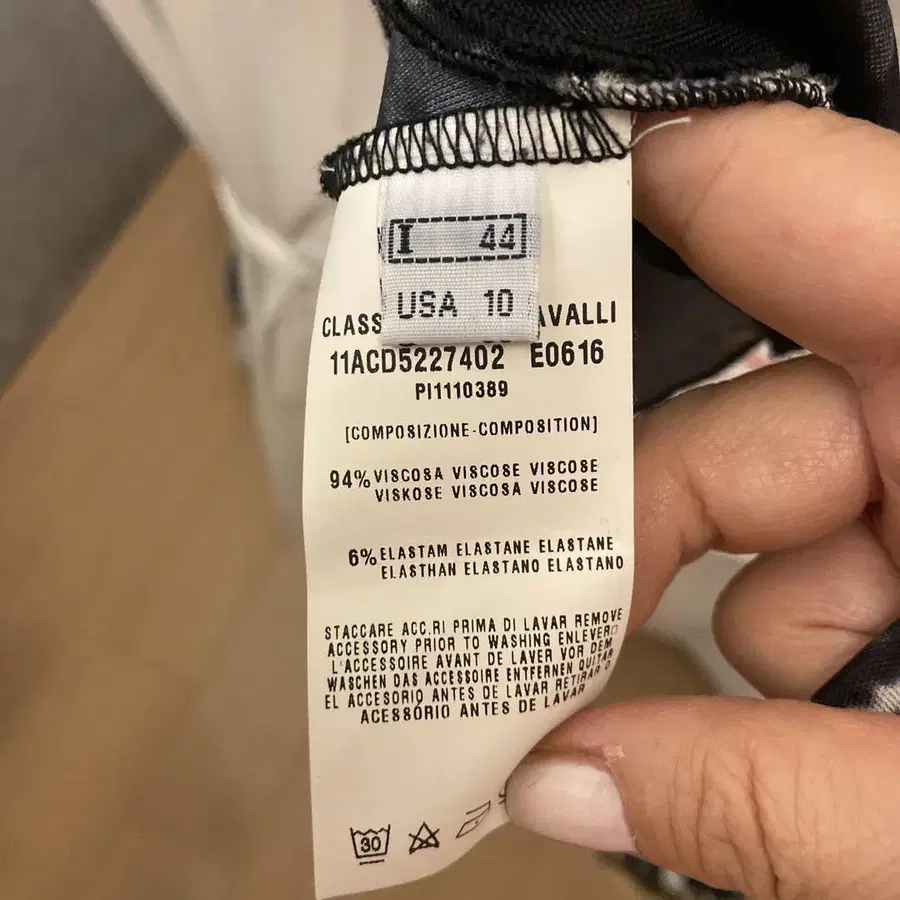 I 44
USA 10
CLASS AVALLI
11ACD5227402 E0616
PI1110389
[COMPOSIZIONE-COMPOSITION]
94% VISCOSA VISCOSE VISCOSE
VISKOSE VISCOSA VISCOSE
6% ELASTAM ELASTANE ELASTANE
ELASTHAN ELASTANO ELASTANO
STACCARE ACC.RI PRIMA DI LAVAR REMOVE
ACCESSORY PRIOR TO WASHING ENLEVER
L'ACCESSOIRE AVANT DE LAVER VOR DEM
WASCHEN DAS ACCESSOIRE ENTFERNEN QUITAR
EL ACCESORIO ANTES DE LAVAR RETIRAR O
ACESSÓRIO ANTES DE LAVAR
30